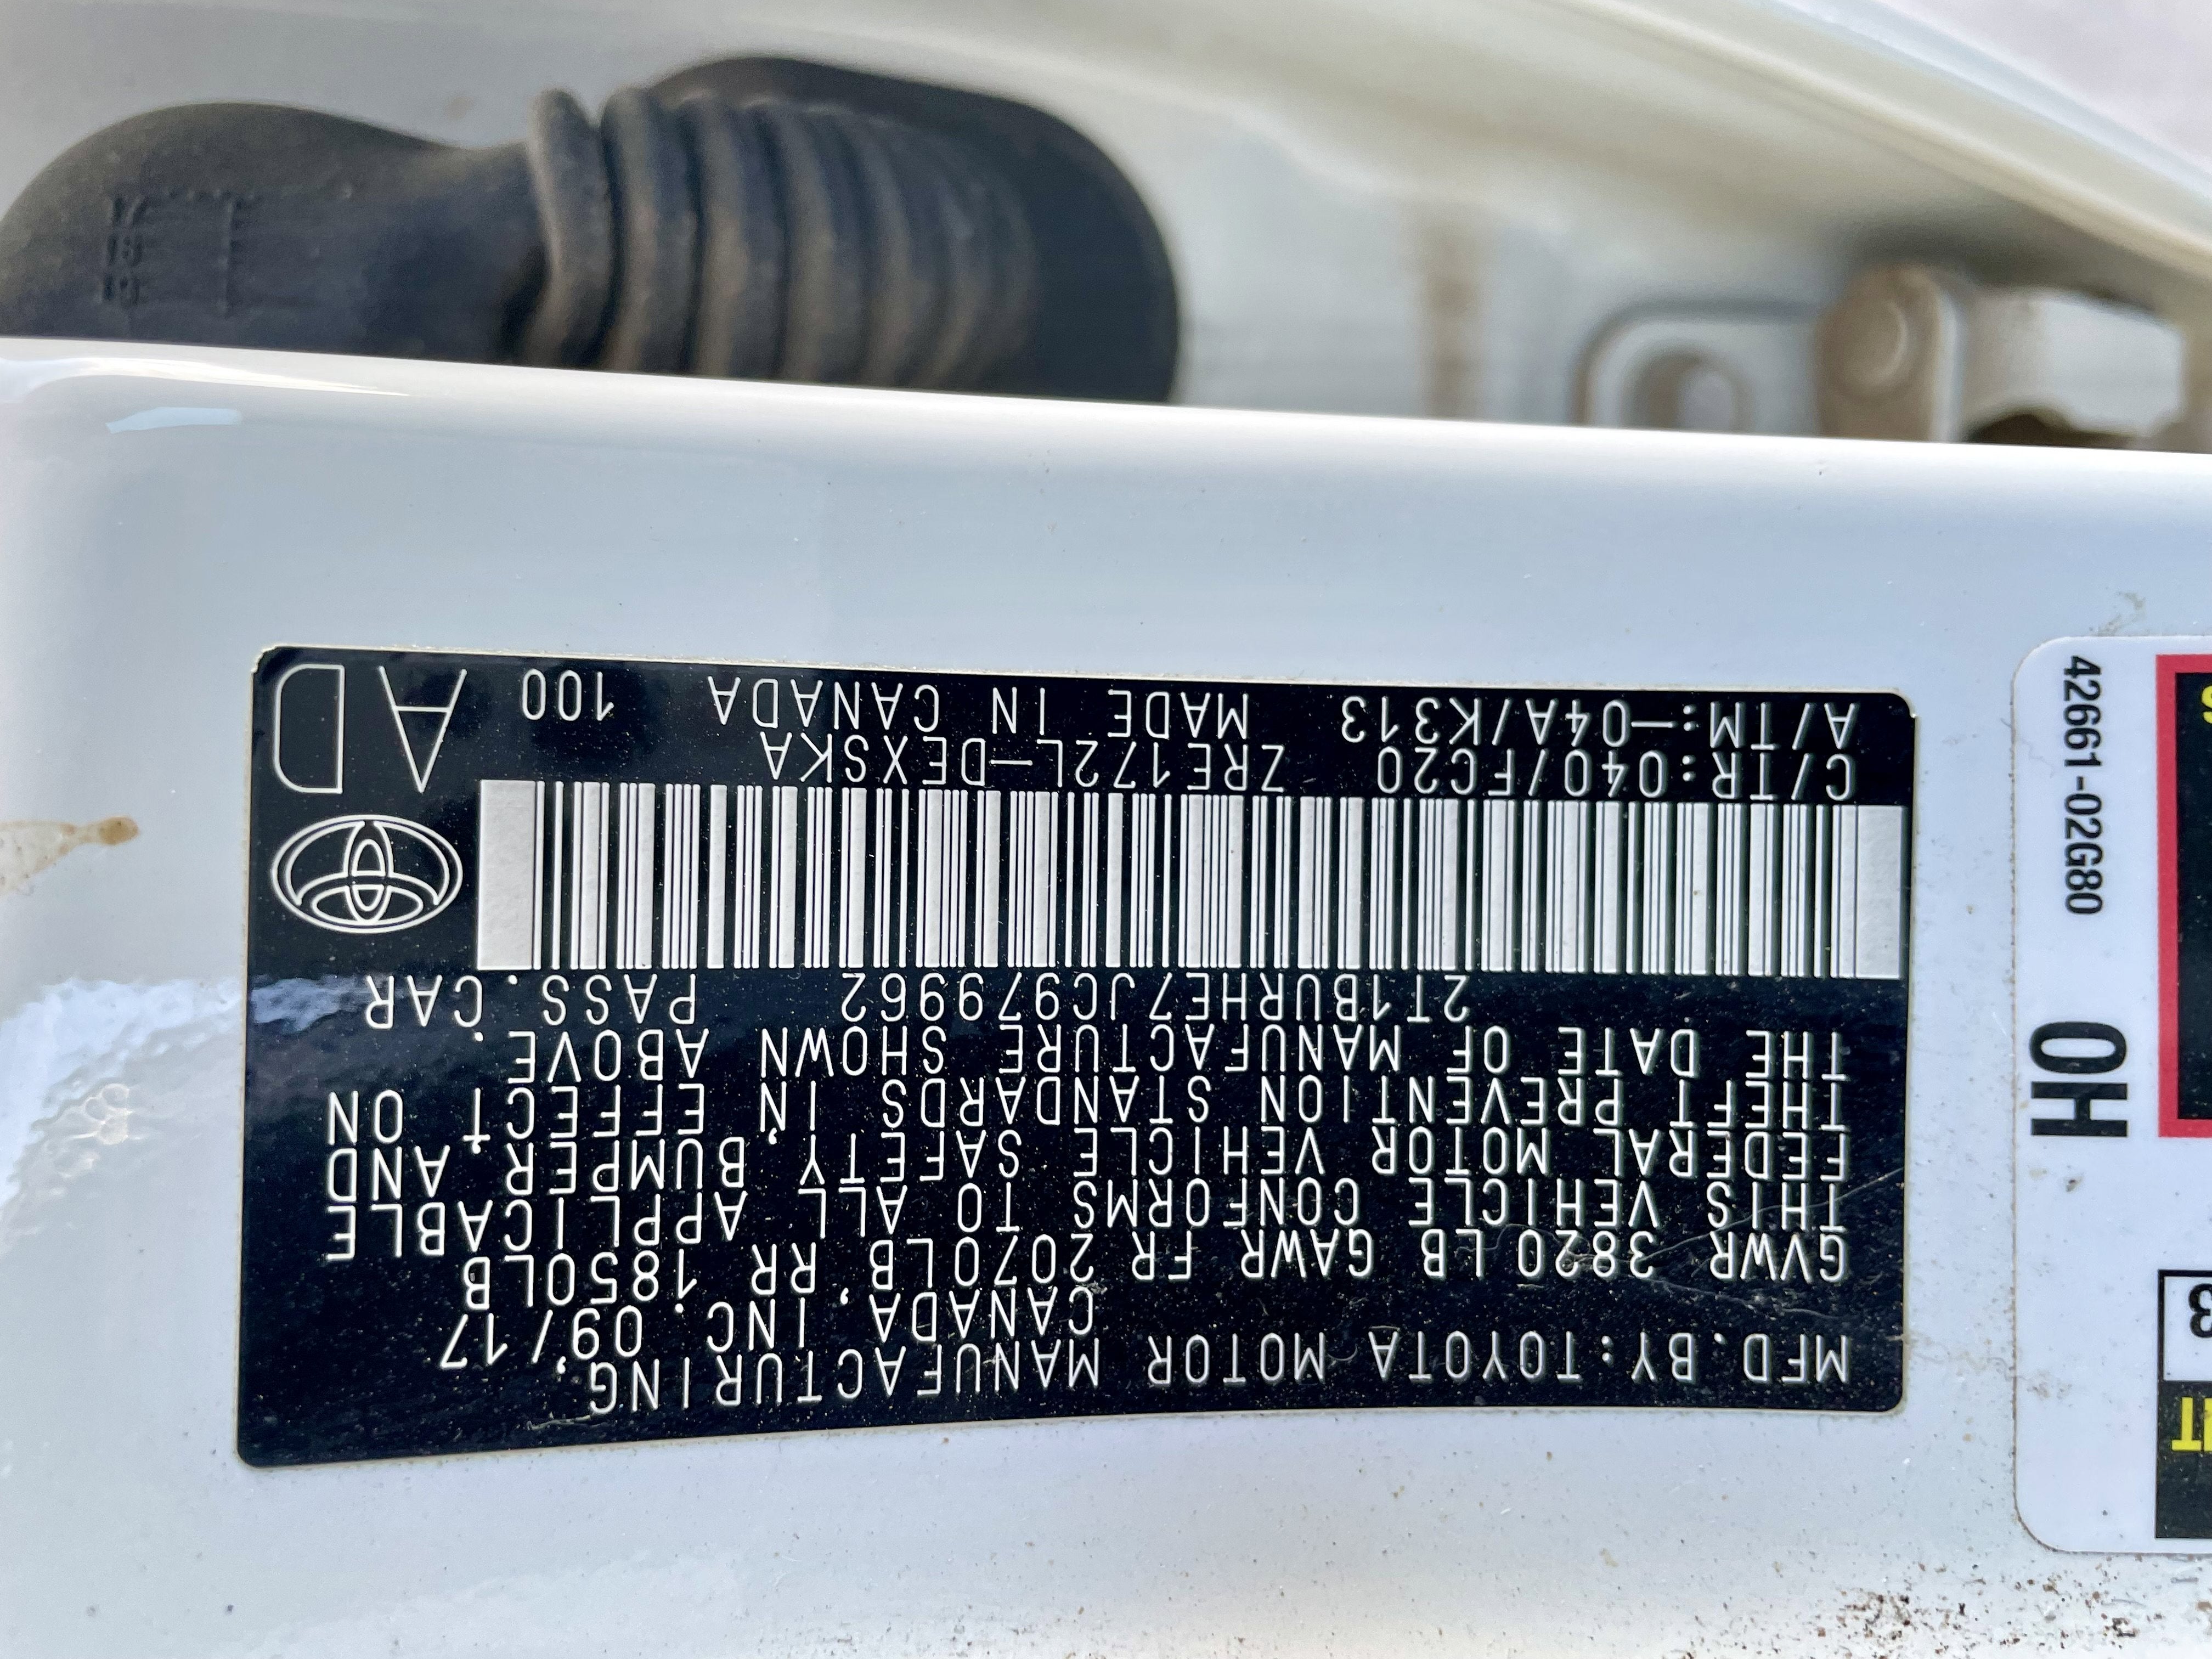 MFD.BY:TOYOTA MOTOR MANUFACTURING,
CANADA, INC. 09/17
GVWR 3820LB GAWR FR 2070LB, RR 1850LB
THIS VEHICLE CONFORMS TO ALL APPLICABLE
FEDERAL MOTOR VEHICLE SAFETY, BUMPER, AND
THEFT PREVENTION STANDARDS IN EFFECT ON
THE DATE OF MANUFACTURE SHOWN ABOVE.
2T1BURHE7JC979962 PASS.CAR
C/TR:040/FC20 ZRE172L-DEXSKA
A/TM:-04A/K313 MADE IN CANADA 100
AD
42661-02G80 0H